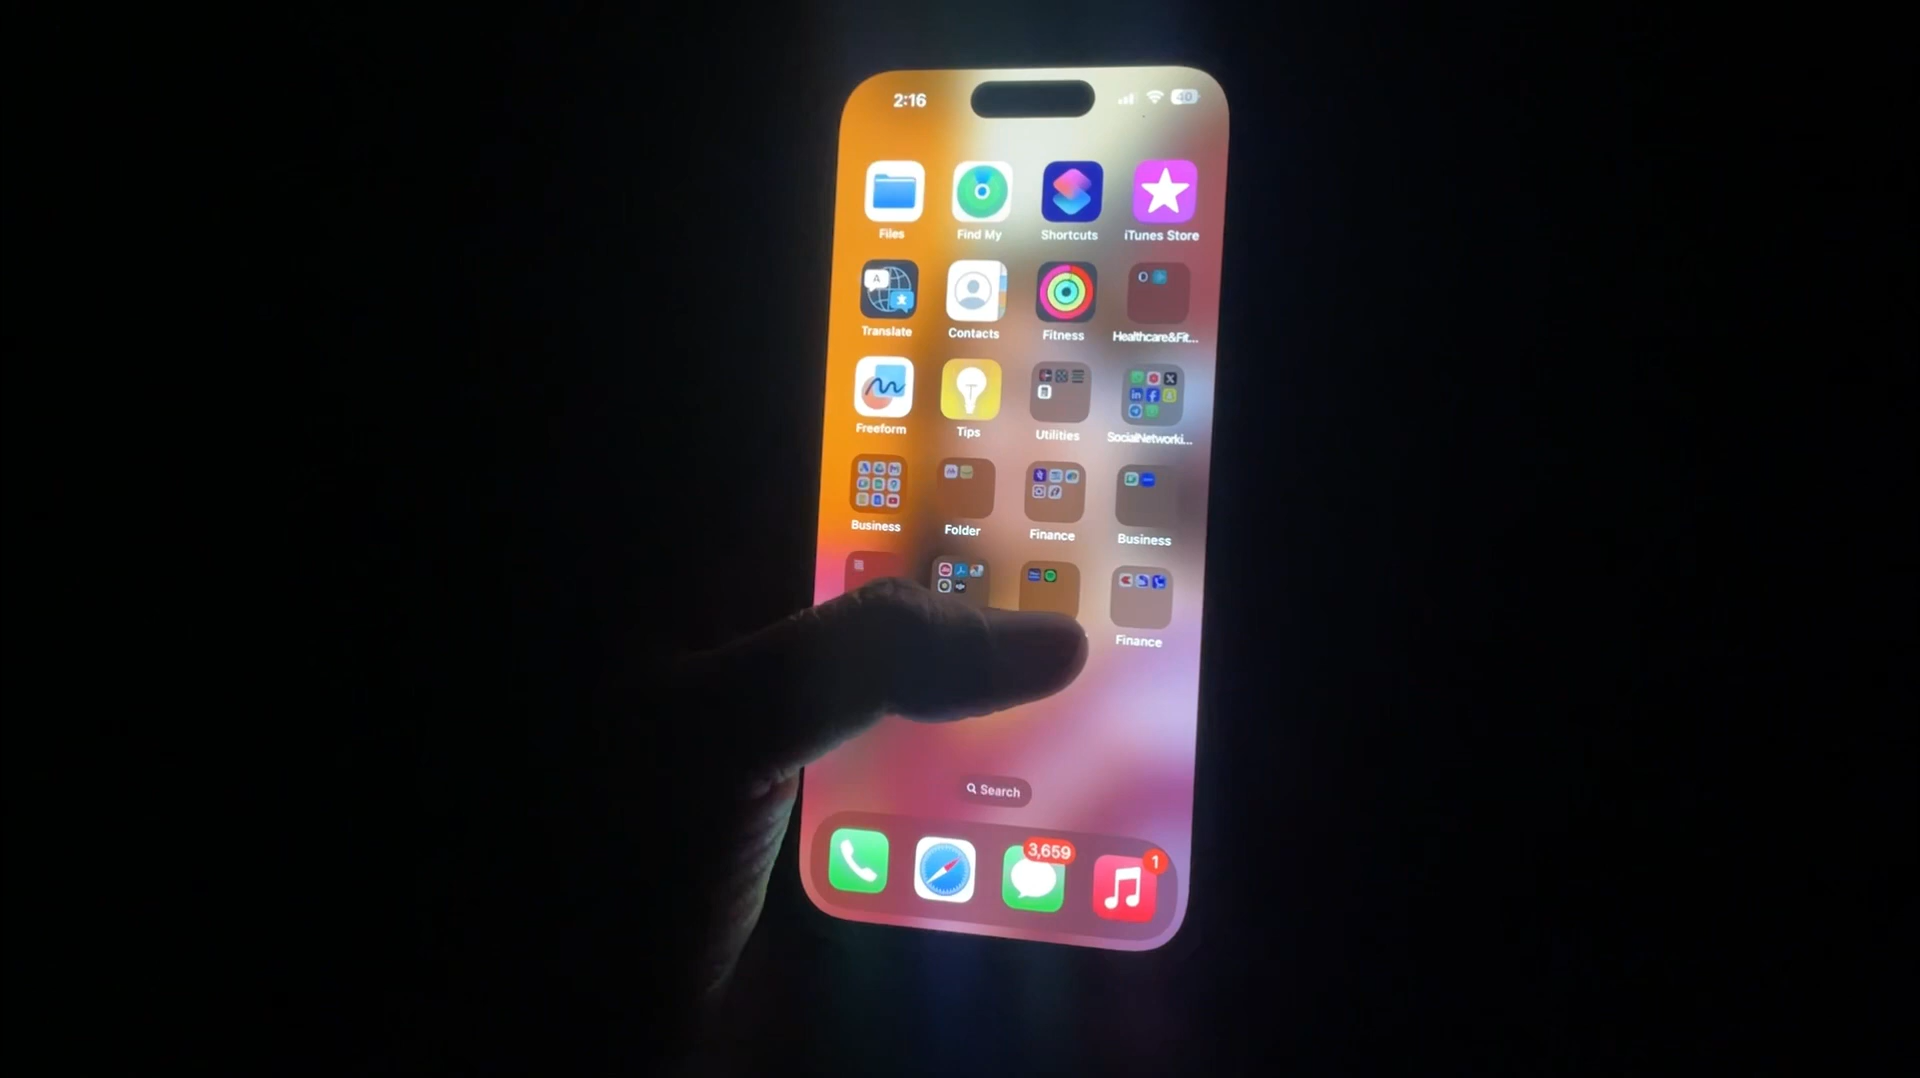 2:16
40
Files
Find My
Shortcuts
iTunes Store
Translate
Contacts
Fitness
Healthcare&Fit...
Freeform
Tips
Utilities
SocialNetworki...
Business
Folder
Finance
Business
Finance
Search
3,659
1